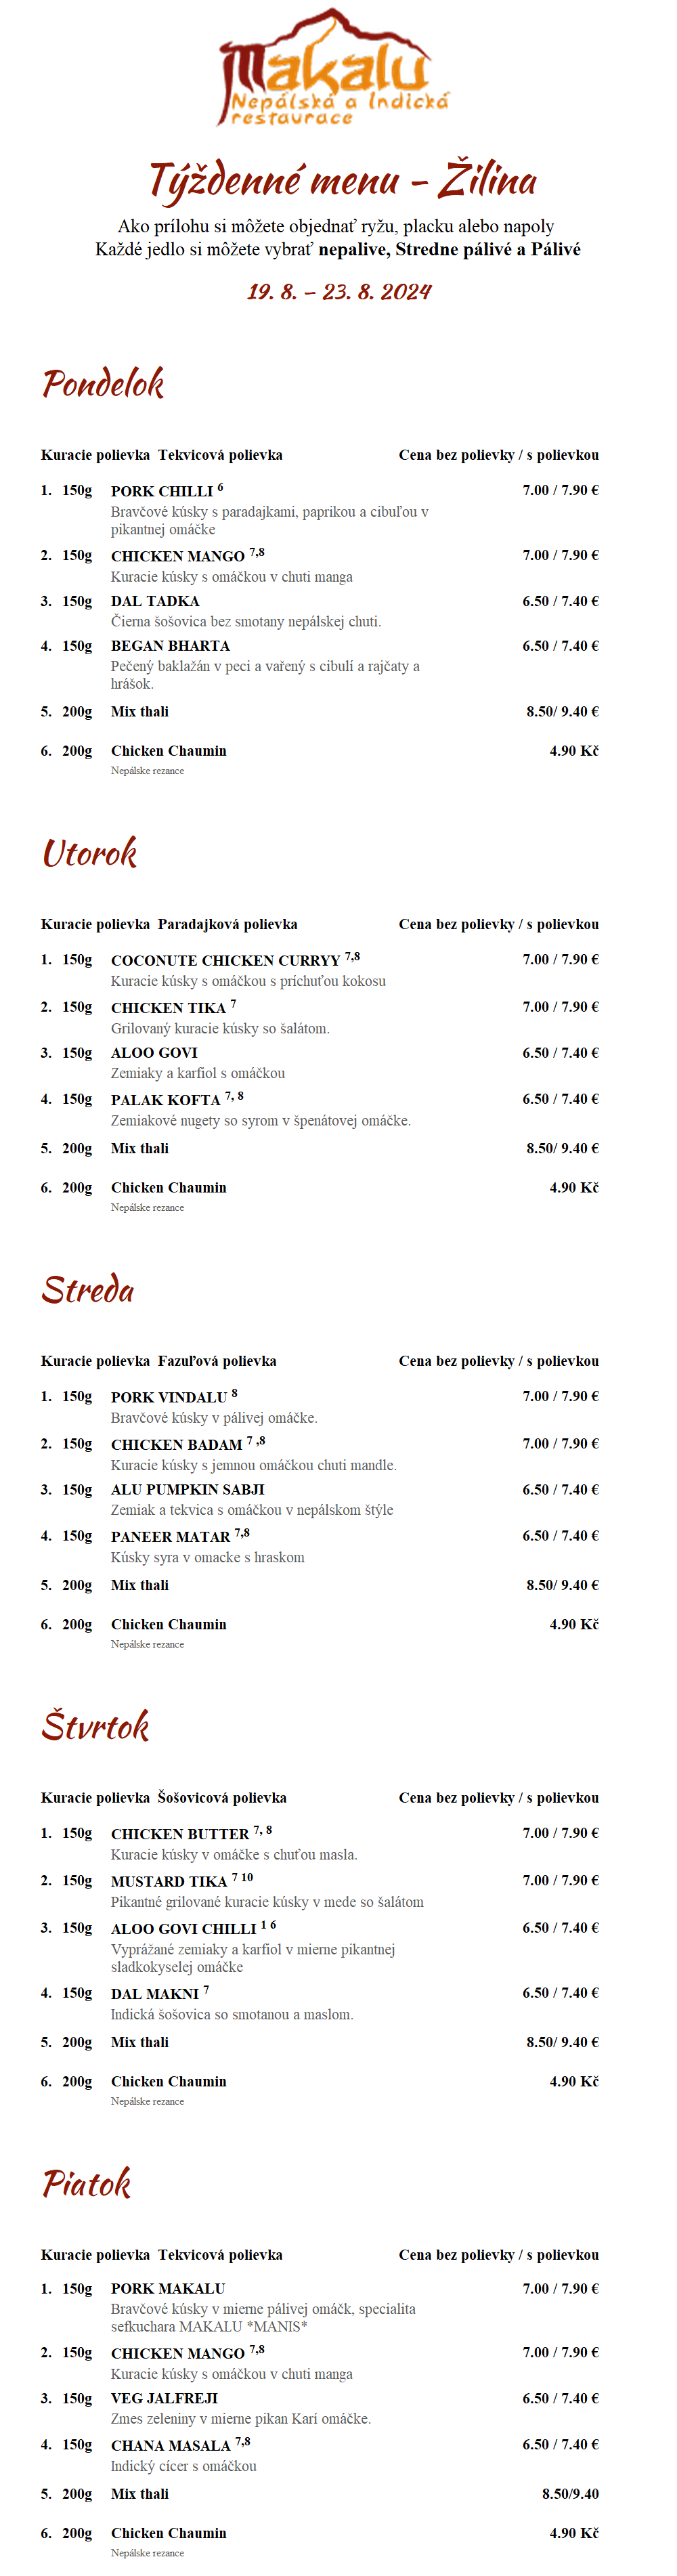 Makalu
Nepálská a Indická
restaurace
Týždenné menu - Žilina
Ako prílohu si môžete objednať ryžu, placku alebo napoly
Každé jedlo si môžete vybrať nepalive, Stredne pálivé a Pálivé
19. 8. – 23. 8. 2024
Pondelok
Kuracie polievka Tekvicová polievka Cena bez polievky / s polievkou
1. 150g PORK CHILLI 6 7.00 / 7.90 €
Bravčové kúsky s paradajkami, paprikou a cibuľou v
pikantnej omáčke
2. 150g CHICKEN MANGO 7,8 7.00 / 7.90 €
Kuracie kúsky s omáčkou v chuti manga
3. 150g DAL TADKA 6.50 / 7.40 €
Čierna šošovica bez smotany nepálskej chuti.
4. 150g BEGAN BHARTA 6.50 / 7.40 €
Pečený baklažán v peci a vařený s cibulí a rajčaty a
hrášok.
5. 200g Mix thali 8.50/ 9.40 €
6. 200g Chicken Chaumin 4.90 Kč
Nepálske rezance
Utorok
Kuracie polievka Paradajková polievka Cena bez polievky / s polievkou
1. 150g COCONUTE CHICKEN CURRYY 7,8 7.00 / 7.90 €
Kuracie kúsky s omáčkou s príchuťou kokosu
2. 150g CHICKEN TIKA 7 7.00 / 7.90 €
Grilovaný kuracie kúsky so šalátom.
3. 150g ALOO GOVI 6.50 / 7.40 €
Zemiaky a karfiol s omáčkou
4. 150g PALAK KOFTA 7, 8 6.50 / 7.40 €
Zemiakové nugety so syrom v špenátovej omáčke.
5. 200g Mix thali 8.50/ 9.40 €
6. 200g Chicken Chaumin 4.90 Kč
Nepálske rezance
Streda
Kuracie polievka Fazuľová polievka Cena bez polievky / s polievkou
1. 150g PORK VINDALU 8 7.00 / 7.90 €
Bravčové kúsky v pálivej omáčke.
2. 150g CHICKEN BADAM 7 ,8 7.00 / 7.90 €
Kuracie kúsky s jemnou omáčkou chuti mandle.
3. 150g ALU PUMPKIN SABJI 6.50 / 7.40 €
Zemiak a tekvica s omáčkou v nepálskom štýle
4. 150g PANEER MATAR 7,8 6.50 / 7.40 €
Kúsky syra v omacke s hraskom
5. 200g Mix thali 8.50/ 9.40 €
6. 200g Chicken Chaumin 4.90 Kč
Nepálske rezance
Štvrtok
Kuracie polievka Šošovicová polievka Cena bez polievky / s polievkou
1. 150g CHICKEN BUTTER 7, 8 7.00 / 7.90 €
Kuracie kúsky v omáčke s chuťou masla.
2. 150g MUSTARD TIKA 7 10 7.00 / 7.90 €
Pikantné grilované kuracie kúsky v mede so šalátom
3. 150g ALOO GOVI CHILLI 1 6 6.50 / 7.40 €
Vyprážané zemiaky a karfiol v mierne pikantnej
sladkokyselej omáčke
4. 150g DAL MAKNI 7 6.50 / 7.40 €
Indická šošovica so smotanou a maslom.
5. 200g Mix thali 8.50/ 9.40 €
6. 200g Chicken Chaumin 4.90 Kč
Nepálske rezance
Piatok
Kuracie polievka Tekvicová polievka Cena bez polievky / s polievkou
1. 150g PORK MAKALU 7.00 / 7.90 €
Bravčové kúsky v mierne pálivej omáčk, specialita
sefkuchara MAKALU *MANIS*
2. 150g CHICKEN MANGO 7,8 7.00 / 7.90 €
Kuracie kúsky s omáčkou v chuti manga
3. 150g VEG JALFREJI 6.50 / 7.40 €
Zmes zeleniny v mierne pikan Kari omáčke.
4. 150g CHANA MASALA 7,8 6.50 / 7.40 €
Indický cícer s omáčkou
5. 200g Mix thali 8.50/9.40
6. 200g Chicken Chaumin 4.90 Kč
Nepálske rezance